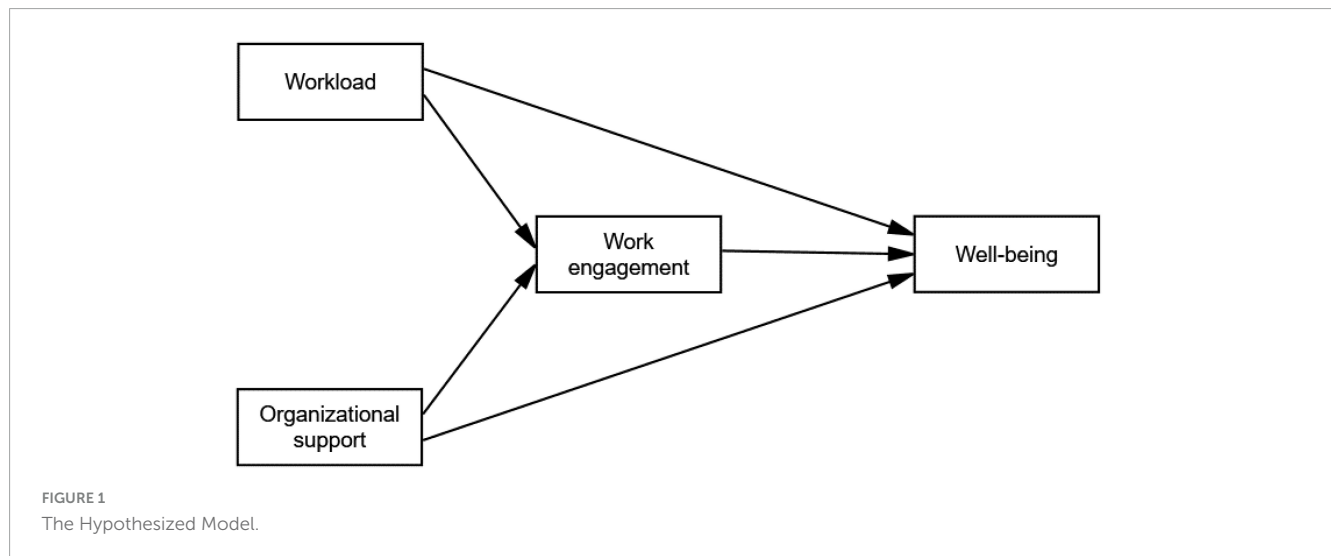 Workload
Work
engagement
Well-being
Organizational
support
FIGURE 1
The Hypothesized Model.